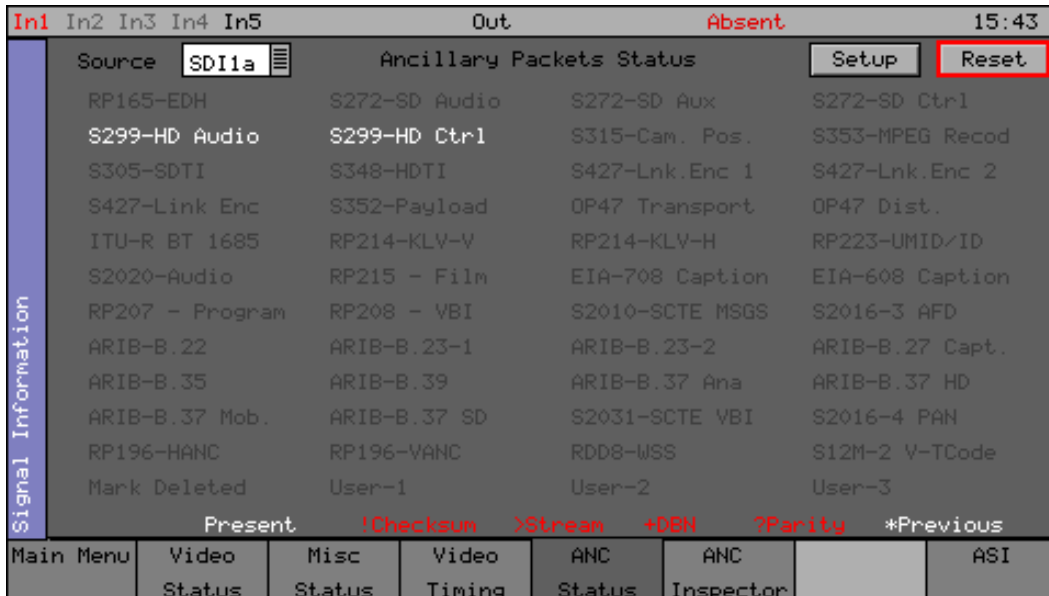 In1 In2 In3 In4 In5 Out Absent 15:43
Source SDI1a Ancillary Packets Status Setup Reset
RP165-EDH S272-SD Audio S272-SD Aux S272-SD Ctrl
S299-HD Audio S299-HD Ctrl S315-Cam. Pos. S353-MPEG Recod
S305-SDTI S348-HDTI S427-Lnk.Enc 1 S427-Lnk.Enc 2
S427-Link Enc S352-Payload OP47 Transport OP47 Dist.
ITU-R BT 1685 RP214-KLV-V RP214-KLV-H RP223-UMID/ID
S2020-Audio RP215 - Film EIA-708 Caption EIA-608 Caption
RP207 - Program RP208 - VBI S2010-SCTE MSGS S2016-3 AFD
ARIB-B.22 ARIB-B.23-1 ARIB-B.23-2 ARIB-B.27 Capt.
ARIB-B.35 ARIB-B.39 ARIB-B.37 Ana ARIB-B.37 HD
ARIB-B.37 Mob. ARIB-B.37 SD S2031-SCTE VBI S2016-4 PAN
RP196-HANC RP196-VANC RDD8-WSS S12M-2 V-TCode
Mark Deleted User-1 User-2 User-3
Present !Checksum >Stream +DBN ?Parity *Previous
Signal Information
Main Menu Video Misc Video ANC ANC ASI
Status Status Timing Status Inspector